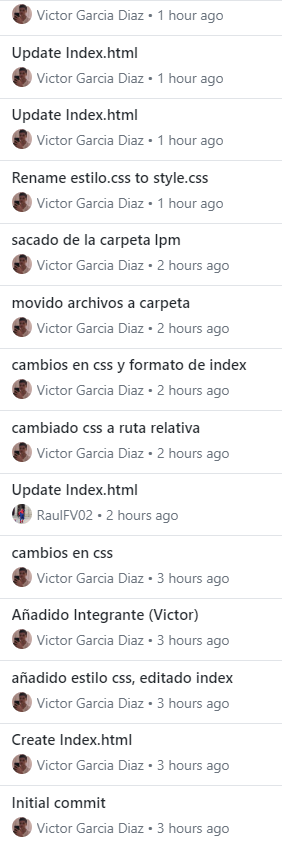 Victor Garcia Diaz • 1 hour ago
Update Index.html
Victor Garcia Diaz • 1 hour ago
Update Index.html
Victor Garcia Diaz • 1 hour ago
Rename estilo.css to style.css
Victor Garcia Diaz • 1 hour ago
sacado de la carpeta lpm
Victor Garcia Diaz • 2 hours ago
movido archivos a carpeta
Victor Garcia Diaz • 2 hours ago
cambios en css y formato de index
Victor Garcia Diaz • 2 hours ago
cambiado css a ruta relativa
Victor Garcia Diaz • 2 hours ago
Update Index.html
RaulFV02 • 2 hours ago
cambios en css
Victor Garcia Diaz • 3 hours ago
Añadido Integrante (Victor)
Victor Garcia Diaz • 3 hours ago
añadido estilo css, editado index
Victor Garcia Diaz • 3 hours ago
Create Index.html
Victor Garcia Diaz • 3 hours ago
Initial commit
Victor Garcia Diaz • 3 hours ago